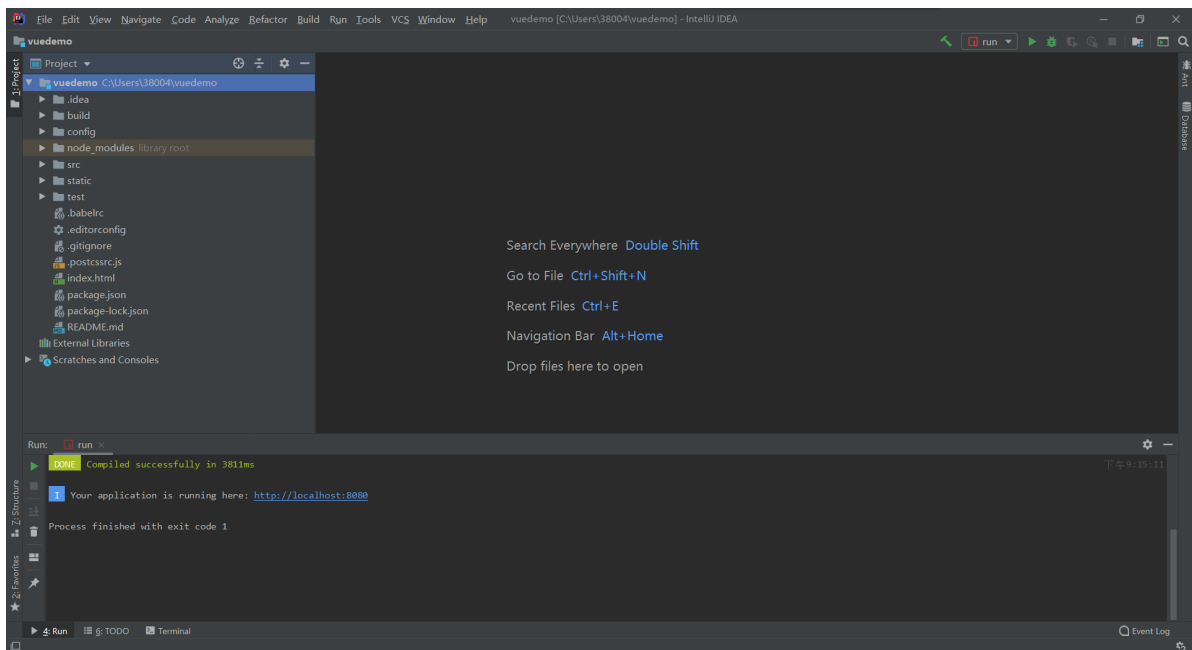 File Edit View Navigate Code Analyze Refactor Build Run Tools VCS Window Help vuedemo [C:\Users\38004\vuedemo] - IntelliJ IDEA
vuedemo
run
1: Project
Project
vuedemo C:\Users\38004\vuedemo
.idea
build
config
node_modules library root
src
static
test
.babelrc
.editorconfig
.gitignore
.postcssrc.js
index.html
package.json
package-lock.json
README.md
External Libraries
Scratches and Consoles
Search Everywhere Double Shift
Go to File Ctrl+Shift+N
Recent Files Ctrl+E
Navigation Bar Alt+Home
Drop files here to open
Ant
Database
Run: run
DONE Compiled successfully in 3811ms 下午9:15:11
I Your application is running here: http://localhost:8080
Process finished with exit code 1
Z: Structure
2: Favorites
4: Run 6: TODO Terminal
Event Log